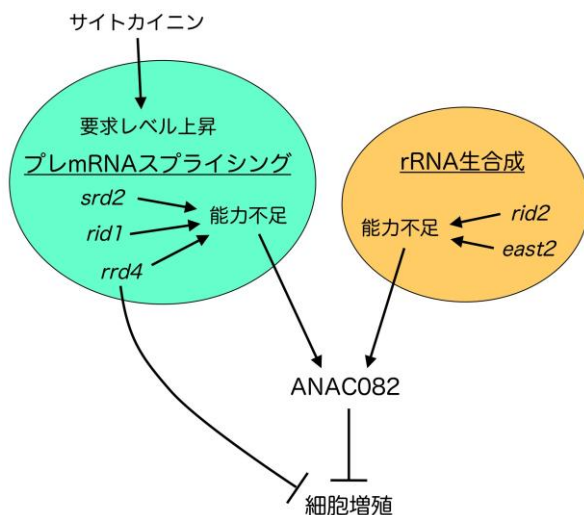 サイトカイニン
要求レベル上昇
プレmRNAスプライシング
srd2
rid1
rrd4
能力不足
rRNA生合成
能力不足
rid2
east2
ANAC082
細胞増殖